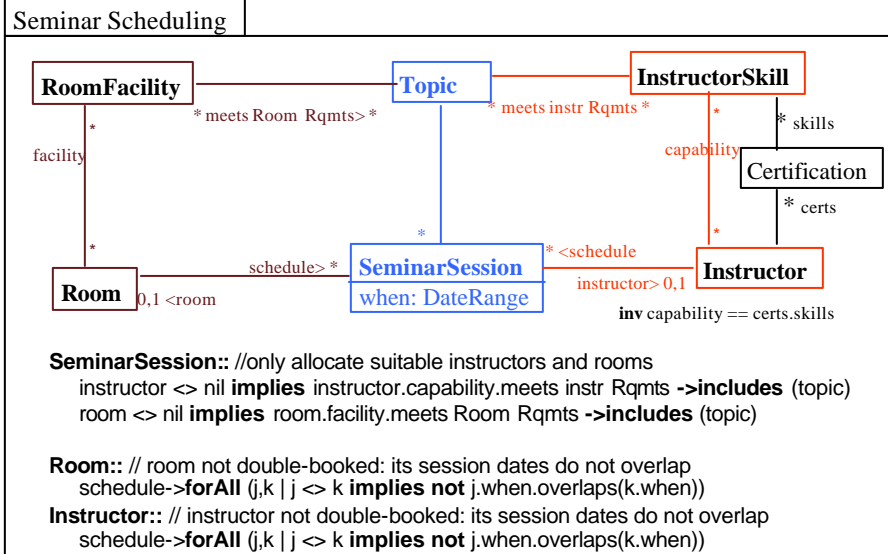 Seminar Scheduling
RoomFacility
Topic
InstructorSkill
* meets Room Rqmts> *
* meets instr Rqmts *
*
facility
*
capability
* skills
Certification
* certs
*
*
*
schedule> *
SeminarSession
when: DateRange
* <schedule
instructor> 0,1
Instructor
Room
0,1 <room
inv capability == certs.skills
SeminarSession:: //only allocate suitable instructors and rooms
instructor <> nil implies instructor.capability.meets instr Rqmts ->includes (topic)
room <> nil implies room.facility.meets Room Rqmts ->includes (topic)
Room:: // room not double-booked: its session dates do not overlap
schedule->forAll (j,k | j <> k implies not j.when.overlaps(k.when))
Instructor:: // instructor not double-booked: its session dates do not overlap
schedule->forAll (j,k | j <> k implies not j.when.overlaps(k.when))